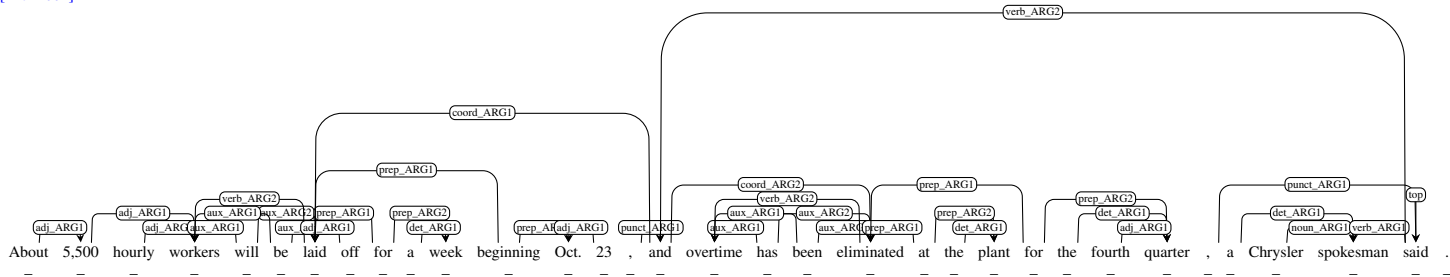 verb_ARG2
coord_ARG1
prep_ARG1
coord_ARG2 prep_ARG1 punct_ARG1
verb_ARG2 verb_ARG2 prep_ARG2 top
adj_ARG1 aux_ARG1 aux_ARG2 prep_ARG1 prep_ARG2 aux_ARG1 aux_ARG2 prep_ARG2 det_ARG1 det_ARG1
adj_ARG1 aux_ARG1 det_ARG1 adj_ARG1 punct_ARG1 aux_ARG1 prep_ARG1 det_ARG1 adj_ARG1 noun_ARG1 verb_ARG1
About 5,500 hourly workers will be laid off for a week beginning Oct. 23 , and overtime has been eliminated at the plant for the fourth quarter , a Chrysler spokesman said .